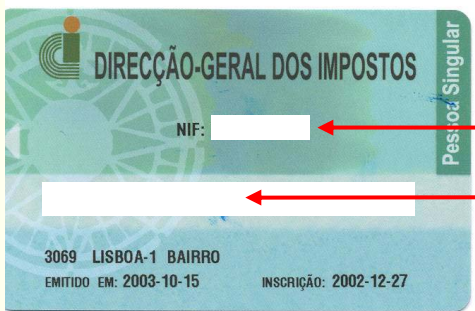 DIRECÇÃO-GERAL DOS IMPOSTOS
Pessoa Singular
NIF:
3069 LISBOA-1 BAIRRO
EMITIDO EM: 2003-10-15 INSCRIÇÃO: 2002-12-27